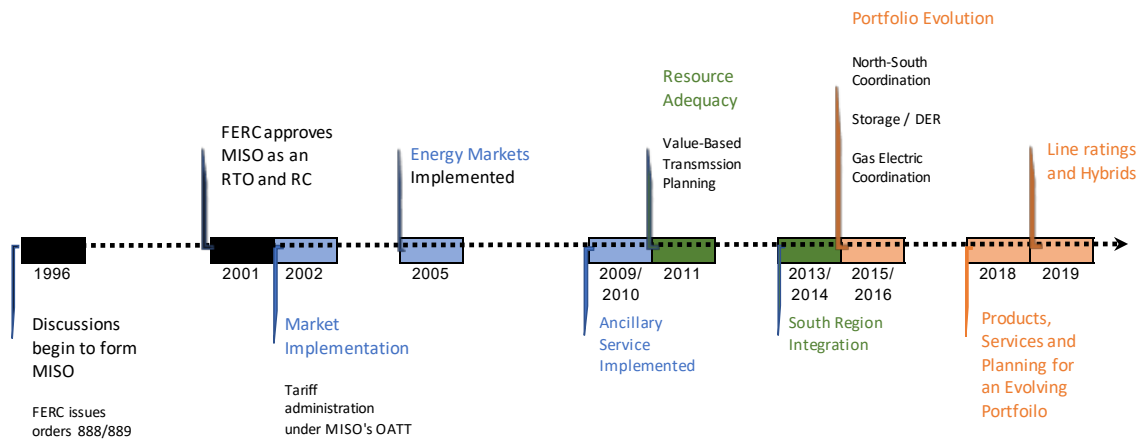 Portfolio Evolution
North-South
Coordination
Storage / DER
Gas Electric
Coordination
Resource
Adequacy
Value-Based
Transmssion
Planning
FERC approves
MISO as an
RTO and RC
Energy Markets
Implemented
Line ratings
and Hybrids
1996
2001
2002
2005
2009/
2010
2011
2013/
2014
2015/
2016
2018
2019
Discussions
begin to form
MISO
FERC issues
orders 888/889
Market
Implementation
Tariff
administration
under MISO's OATT
Ancillary
Service
Implemented
South Region
Integration
Products,
Services and
Planning for
an Evolving
Portfoilo